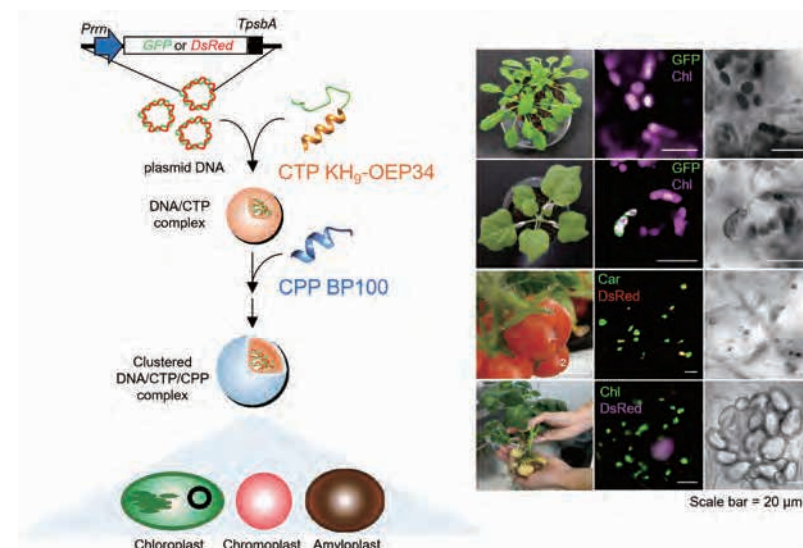 Prrn
TpsbA
GFP or DsRed
plasmid DNA
CTP KH₉-OEP34
DNA/CTP
complex
CPP BP100
Clustered
DNA/CTP/CPP
complex
Chloroplast
Chromoplast
Amyloplast
GFP
Chl
GFP
Chl
Car
DsRed
2
Chl
DsRed
Scale bar = 20 µm